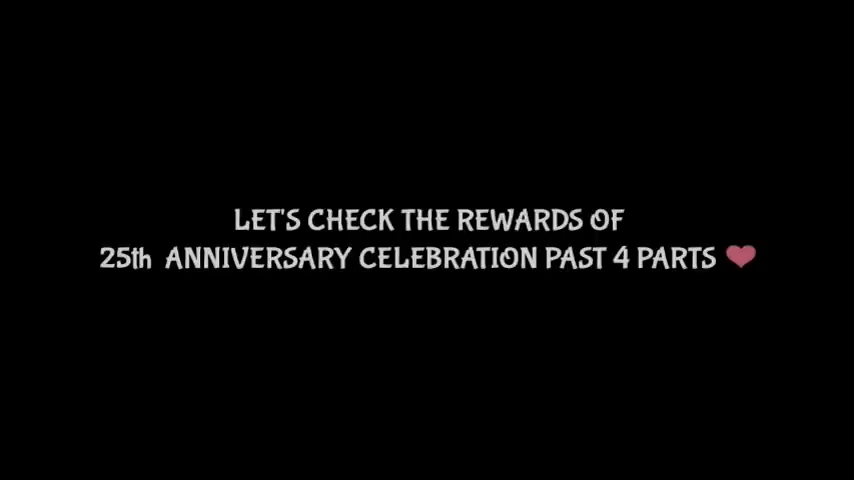 LET'S CHECK THE REWARDS OF
25th ANNIVERSARY CELEBRATION PAST 4 PARTS ❤